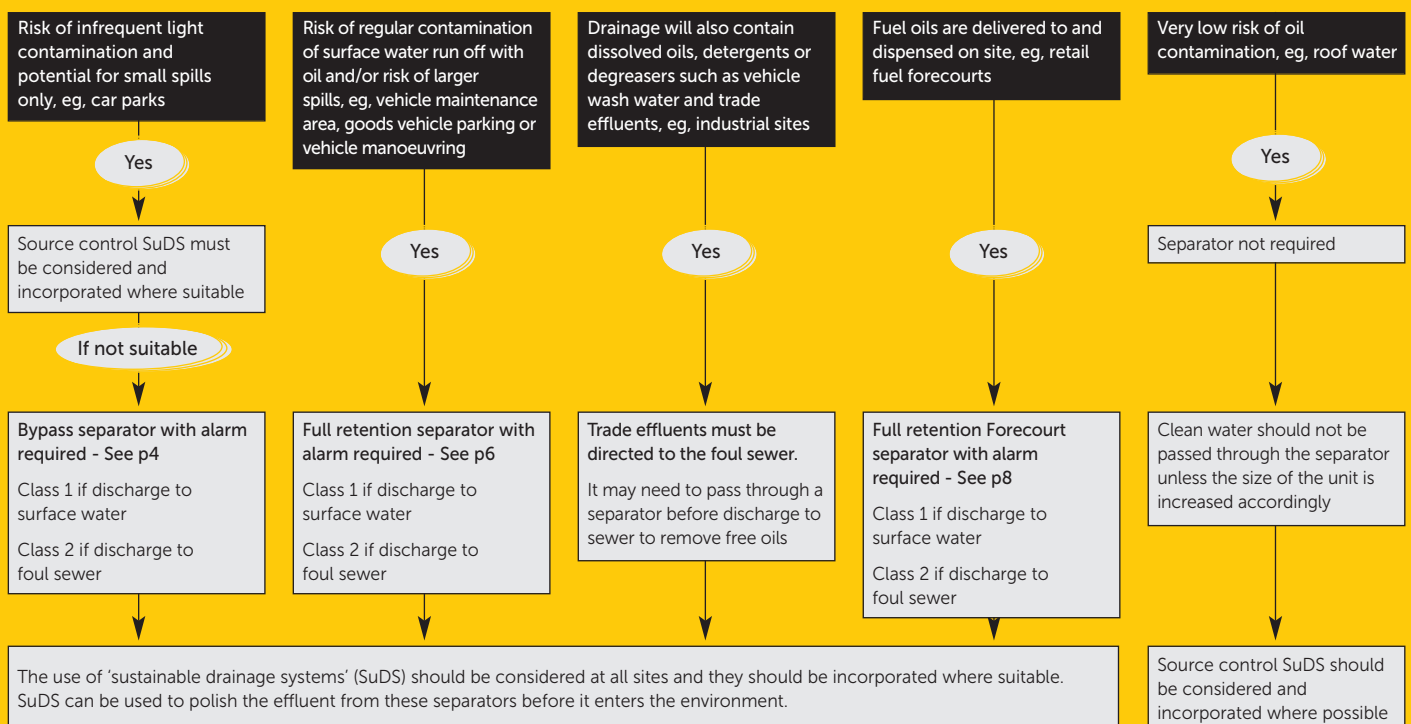 Risk of infrequent light
contamination and
potential for small spills
only, eg, car parks
Yes
Source control SuDS must
be considered and
incorporated where suitable
If not suitable
Bypass separator with alarm
required - See p4
Class 1 if discharge to
surface water
Class 2 if discharge to
foul sewer
Risk of regular contamination
of surface water run off with
oil and/or risk of larger
spills, eg, vehicle maintenance
area, goods vehicle parking or
vehicle manoeuvring
Yes
Full retention separator with
alarm required - See p6
Class 1 if discharge to
surface water
Class 2 if discharge to
foul sewer
Drainage will also contain
dissolved oils, detergents or
degreasers such as vehicle
wash water and trade
effluents, eg, industrial sites
Yes
Trade effluents must be
directed to the foul sewer.
It may need to pass through a
separator before discharge to
sewer to remove free oils
Fuel oils are delivered to and
dispensed on site, eg, retail
fuel forecourts
Yes
Full retention Forecourt
separator with alarm
required - See p8
Class 1 if discharge to
surface water
Class 2 if discharge to
foul sewer
Very low risk of oil
contamination, eg, roof water
Yes
Separator not required
Clean water should not be
passed through the separator
unless the size of the unit is
increased accordingly
The use of 'sustainable drainage systems' (SuDS) should be considered at all sites and they should be incorporated where suitable.
SuDS can be used to polish the effluent from these separators before it enters the environment.
Source control SuDS should
be considered and
incorporated where possible